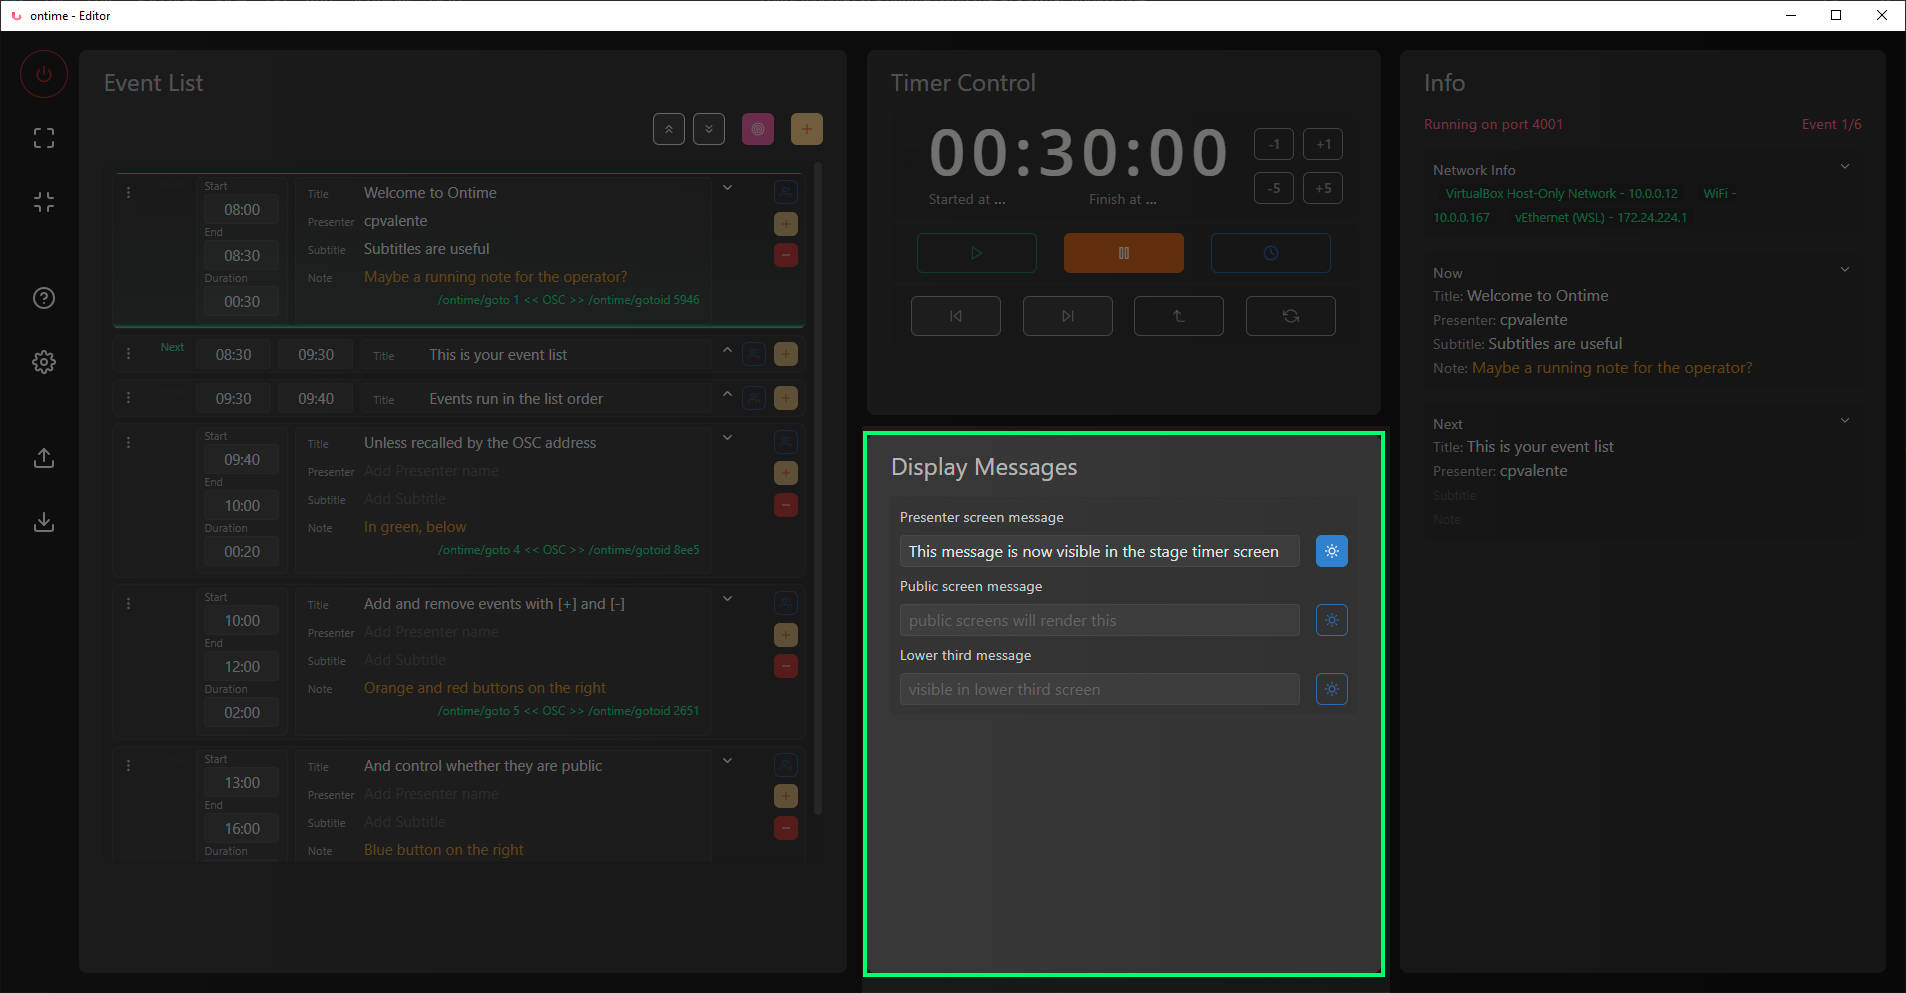 ontime - Editor
Event List
Start
08:00
End
08:30
Duration
00:30
Title Welcome to Ontime
Presenter cpvalente
Subtitle Subtitles are useful
Note Maybe a running note for the operator?
/ontime/goto 1 << OSC >> /ontime/gotoid 5946
Next 08:30 09:30 Title This is your event list
09:30 09:40 Title Events run in the list order
Start
09:40
End
10:00
Duration
00:20
Title Unless recalled by the OSC address
Presenter Add Presenter name
Subtitle Add Subtitle
Note In green, below
/ontime/goto 4 << OSC >> /ontime/gotoid 8ee5
Start
10:00
End
12:00
Duration
02:00
Title Add and remove events with [+] and [-]
Presenter Add Presenter name
Subtitle Add Subtitle
Note Orange and red buttons on the right
/ontime/goto 5 << OSC >> /ontime/gotoid 2651
Start
13:00
End
16:00
Duration
Title And control whether they are public
Presenter Add Presenter name
Subtitle Add Subtitle
Note Blue button on the right
Timer Control
00:30:00
-1 +1
-5 +5
Started at ... Finish at ...
Display Messages
Presenter screen message
This message is now visible in the stage timer screen
Public screen message
public screens will render this
Lower third message
visible in lower third screen
Info
Running on port 4001 Event 1/6
Network Info
VirtualBox Host-Only Network - 10.0.0.12 WiFi -
10.0.0.167 vEthernet (WSL) - 172.24.224.1
Now
Title: Welcome to Ontime
Presenter: cpvalente
Subtitle: Subtitles are useful
Note: Maybe a running note for the operator?
Next
Title: This is your event list
Presenter: cpvalente
Subtitle
Note